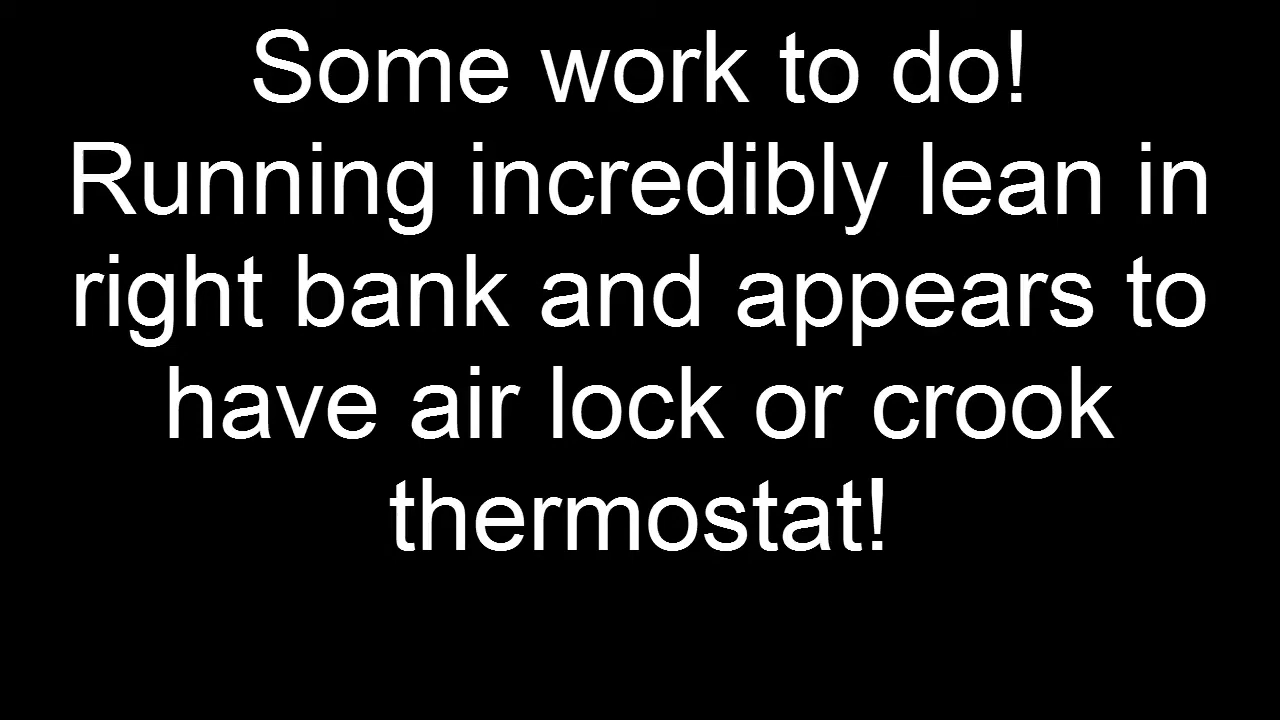 Some work to do!
Running incredibly lean in
right bank and appears to
have air lock or crook
thermostat!